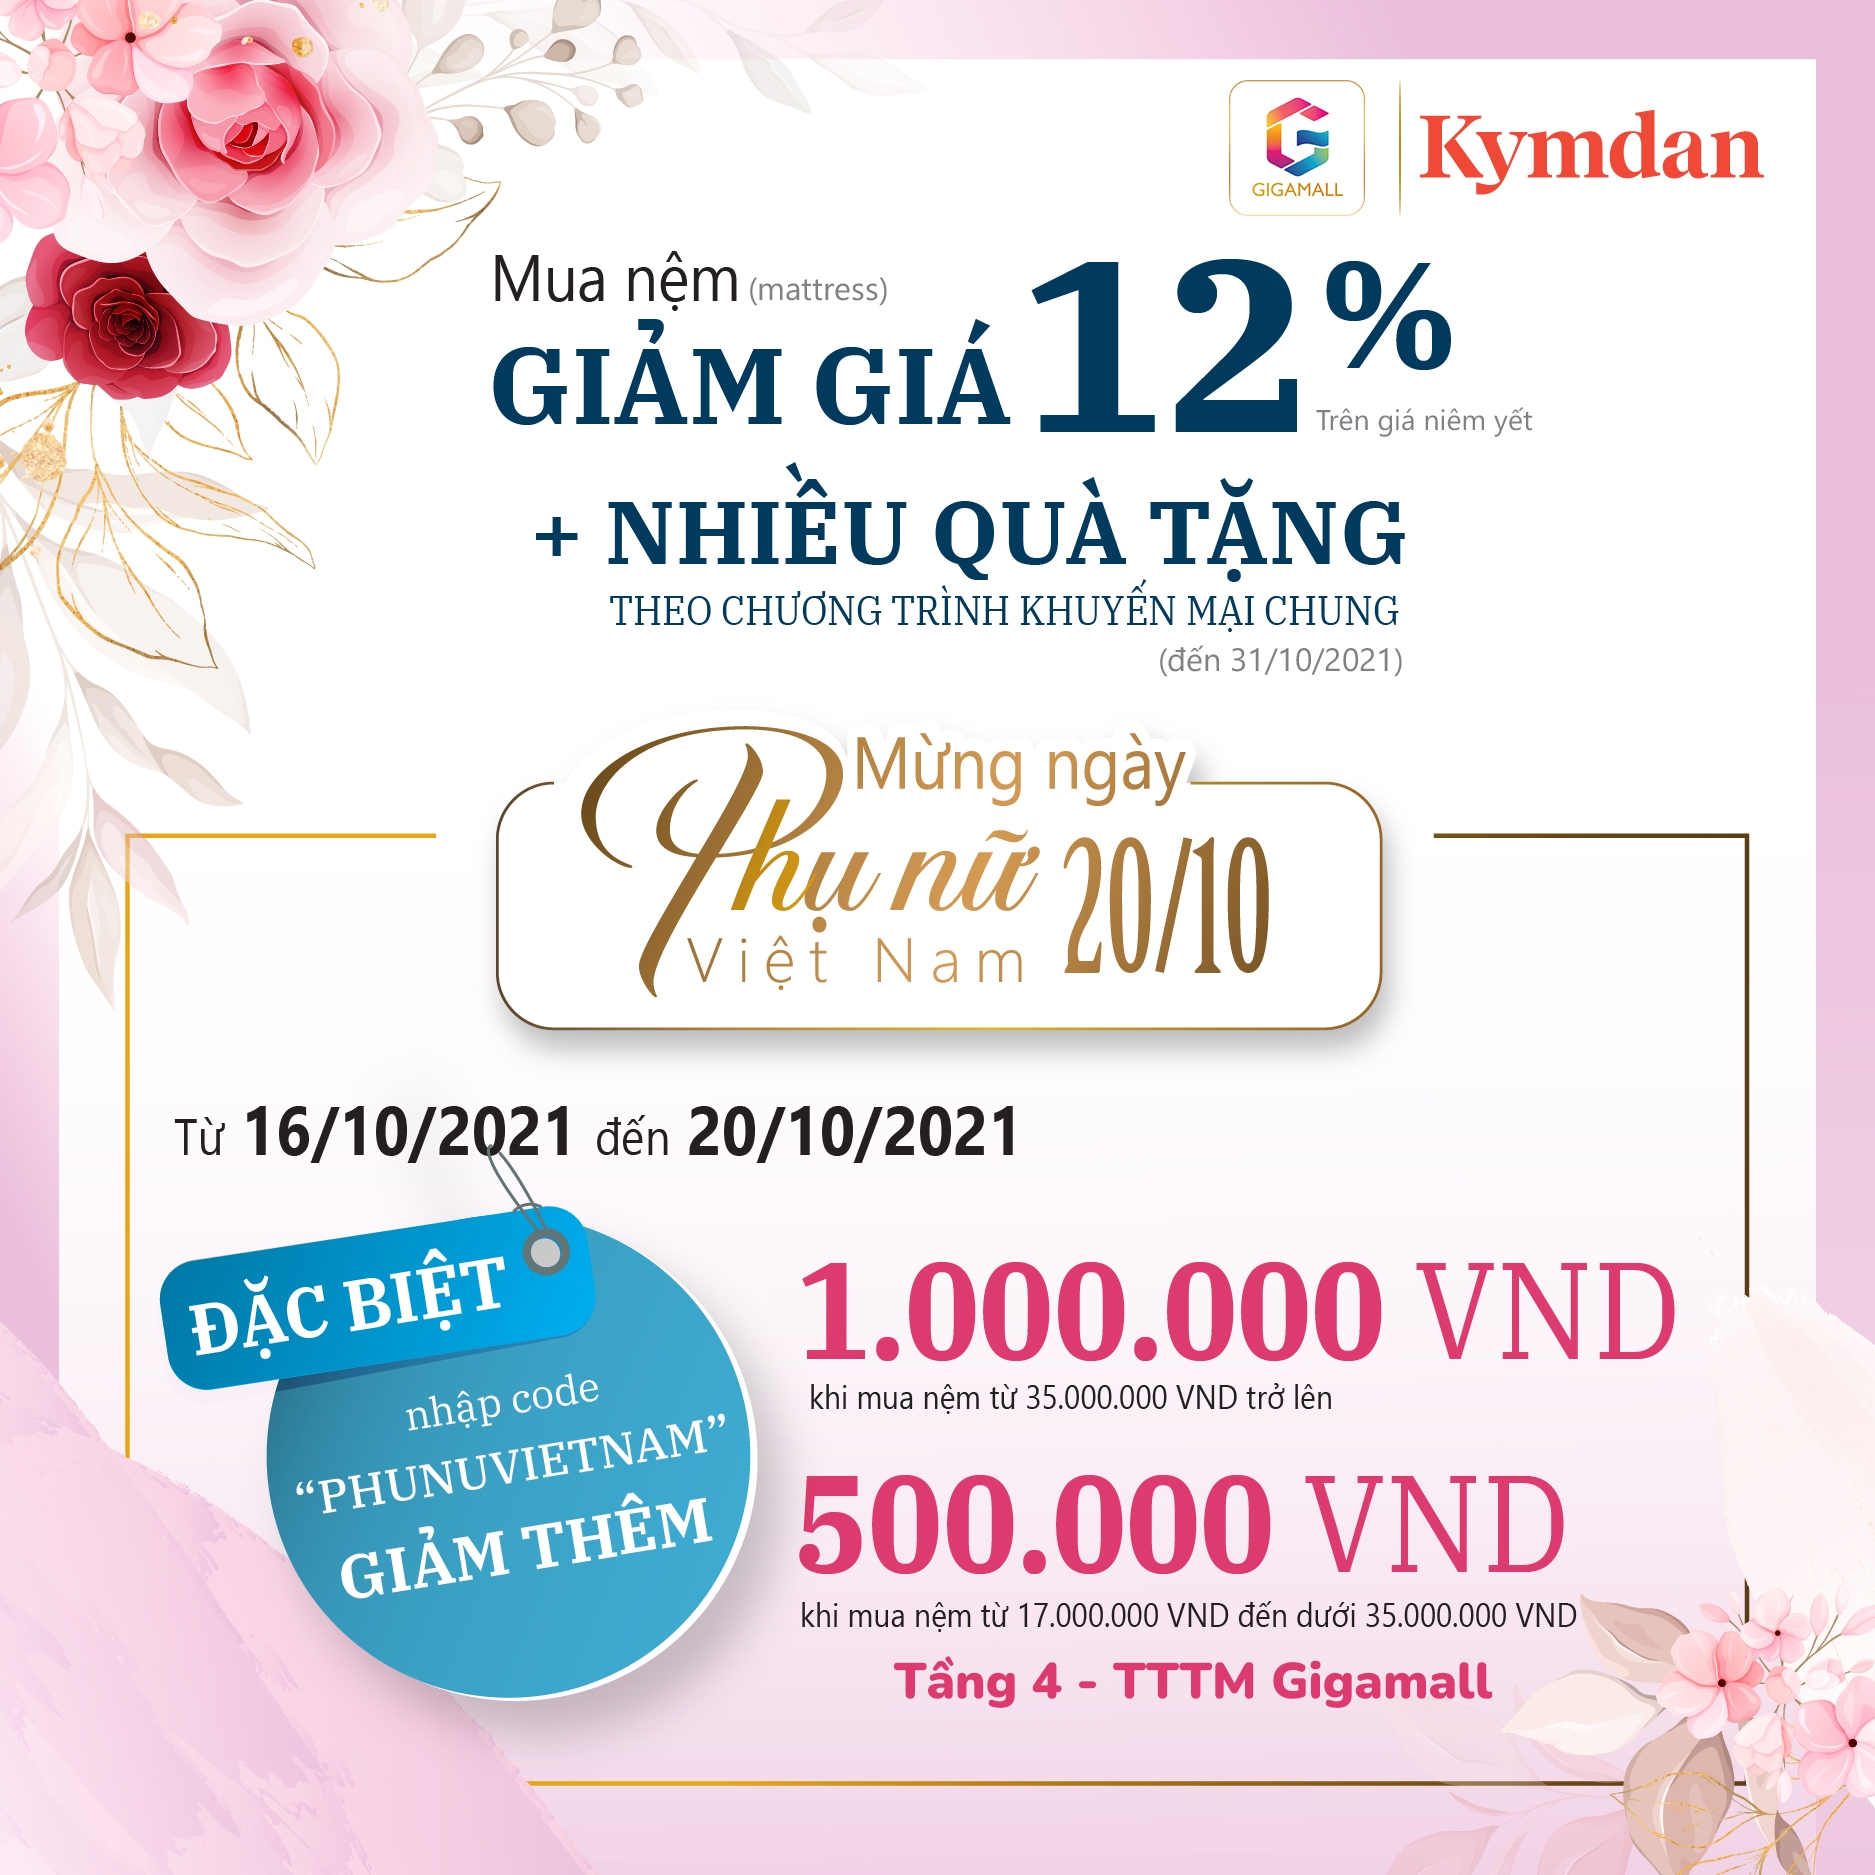 GIGAMALL
Kymdan
Mua nệm (mattress)
GIẢM GIÁ 12%
Trên giá niêm yết
+ NHIỀU QUÀ TẶNG
THEO CHƯƠNG TRÌNH KHUYẾN MẠI CHUNG
(đến 31/10/2021)
Mừng ngày
Phụ nữ 20/10
Việt Nam
Từ 16/10/2021 đến 20/10/2021
ĐẶC BIỆT
nhập code
“PHUNUVIETNAM”
GIẢM THÊM
1.000.000 VND
khi mua nệm từ 35.000.000 VND trở lên
500.000 VND
khi mua nệm từ 17.000.000 VND đến dưới 35.000.000 VND
Tầng 4 - TTTM Gigamall